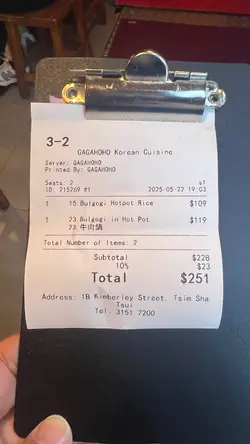 3-2
GAGAHOHO Korean Cuisine
Server: GAGAHOHO
Printed By: GAGAHOHO
Seats: 2 a1
ID: 215269 #1 2025-05-22 19:03
1 15 Bulgogi Hotpot Rice $109
1 23 Bulgogi in Hot Pot $119
23 牛肉鍋
Total Number of Items: 2
Subtotal $228
10% $23
Total $251
Address: 1B Kimberley Street, Tsim Sha
Tsui
Tel. 3151 7200